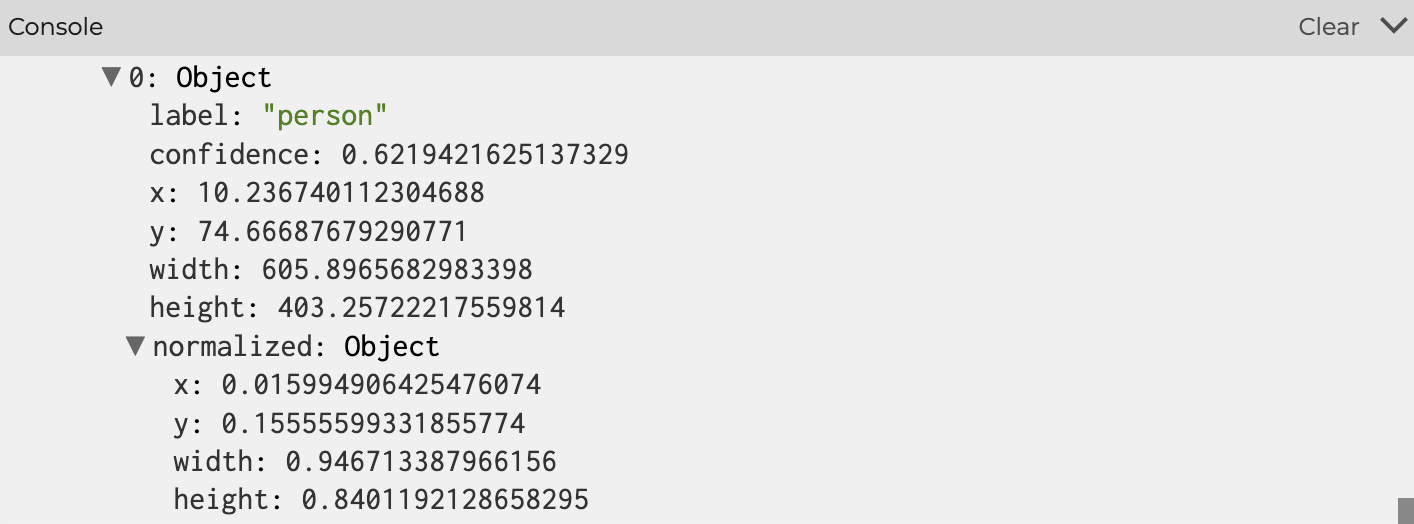 Console Clear
▼ 0: Object
label: "person"
confidence: 0.6219421625137329
x: 10.236740112304688
y: 74.66687679290771
width: 605.8965682983398
height: 403.25722217559814
▼ normalized: Object
x: 0.015994906425476074
y: 0.15555599331855774
width: 0.946713387966156
height: 0.8401192128658295